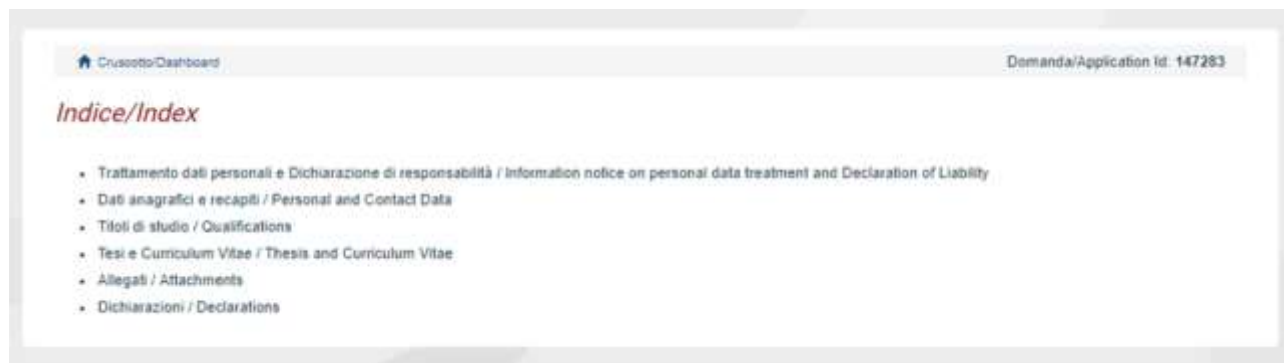 Cruscotto/Dashboard
Domanda/Application Id: 147283
Indice/Index
Trattamento dati personali e Dichiarazione di responsabilità / Information notice on personal data treatment and Declaration of Liability
Dati anagrafici e recapiti / Personal and Contact Data
Titoli di studio / Qualifications
Tesi e Curriculum Vitae / Thesis and Curriculum Vitae
Allegati / Attachments
Dichiarazioni / Declarations